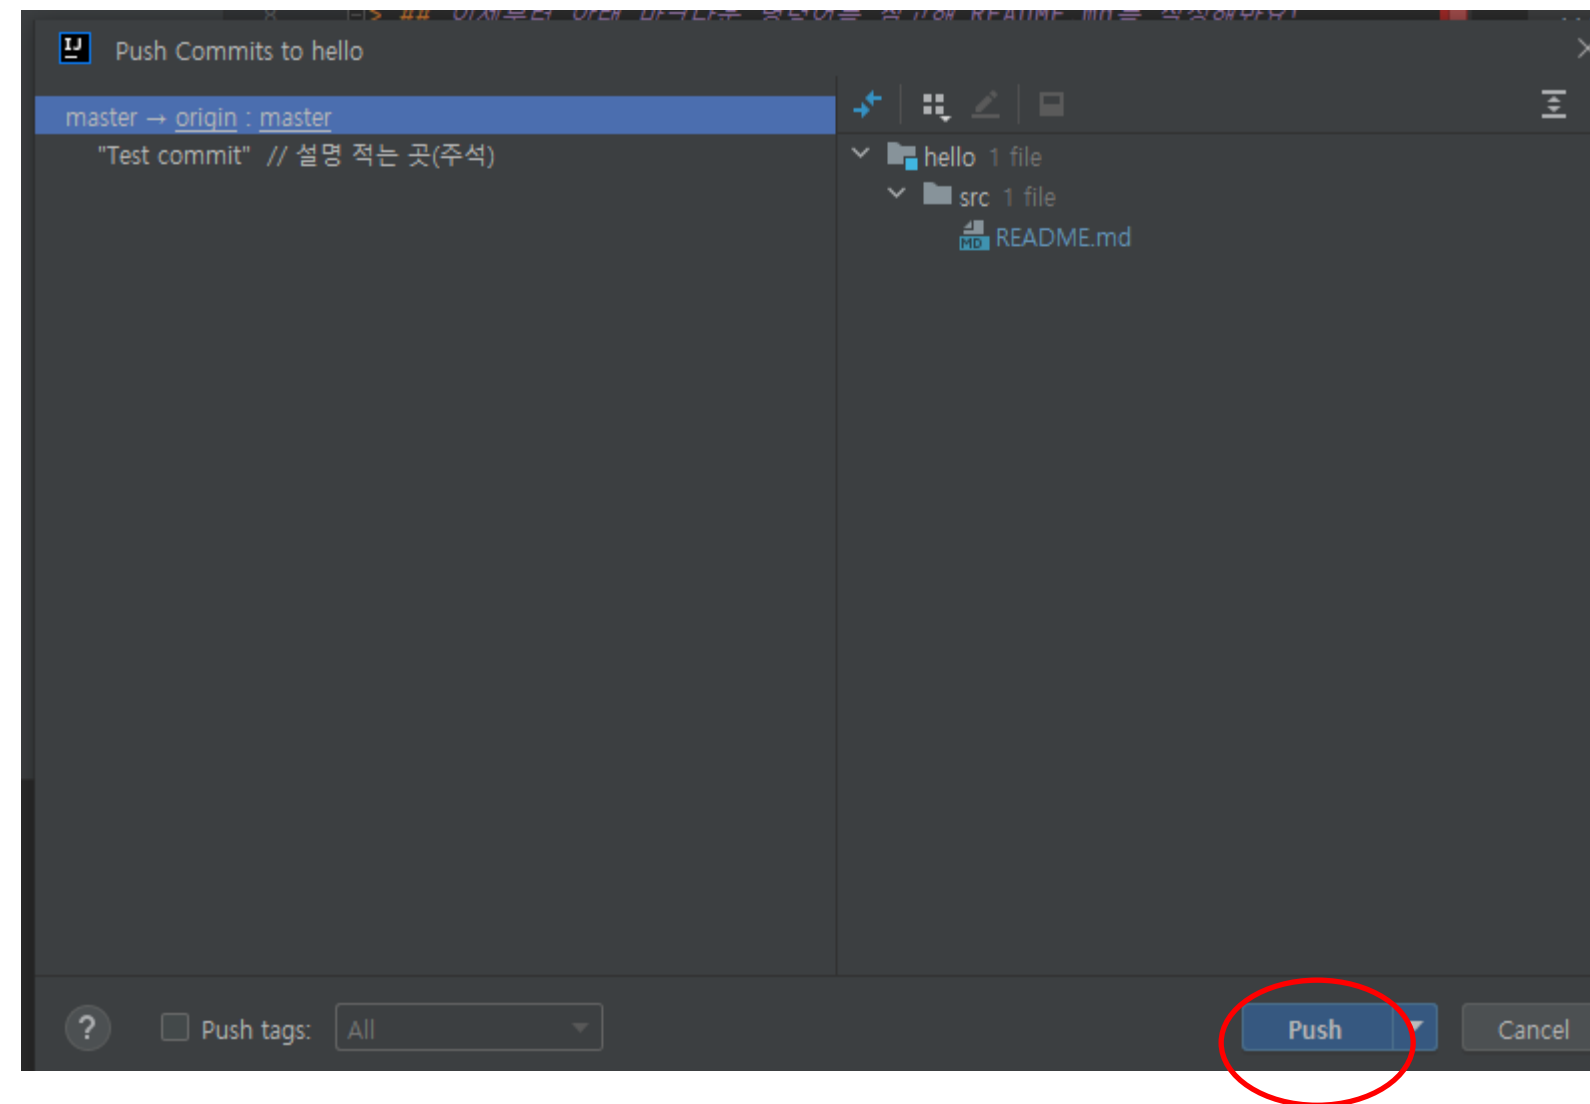 Push Commits to hello
master → origin : master
"Test commit" // 설명 적는 곳(주석)
hello 1 file
src 1 file
MD README.md
? Push tags: All
Push
Cancel